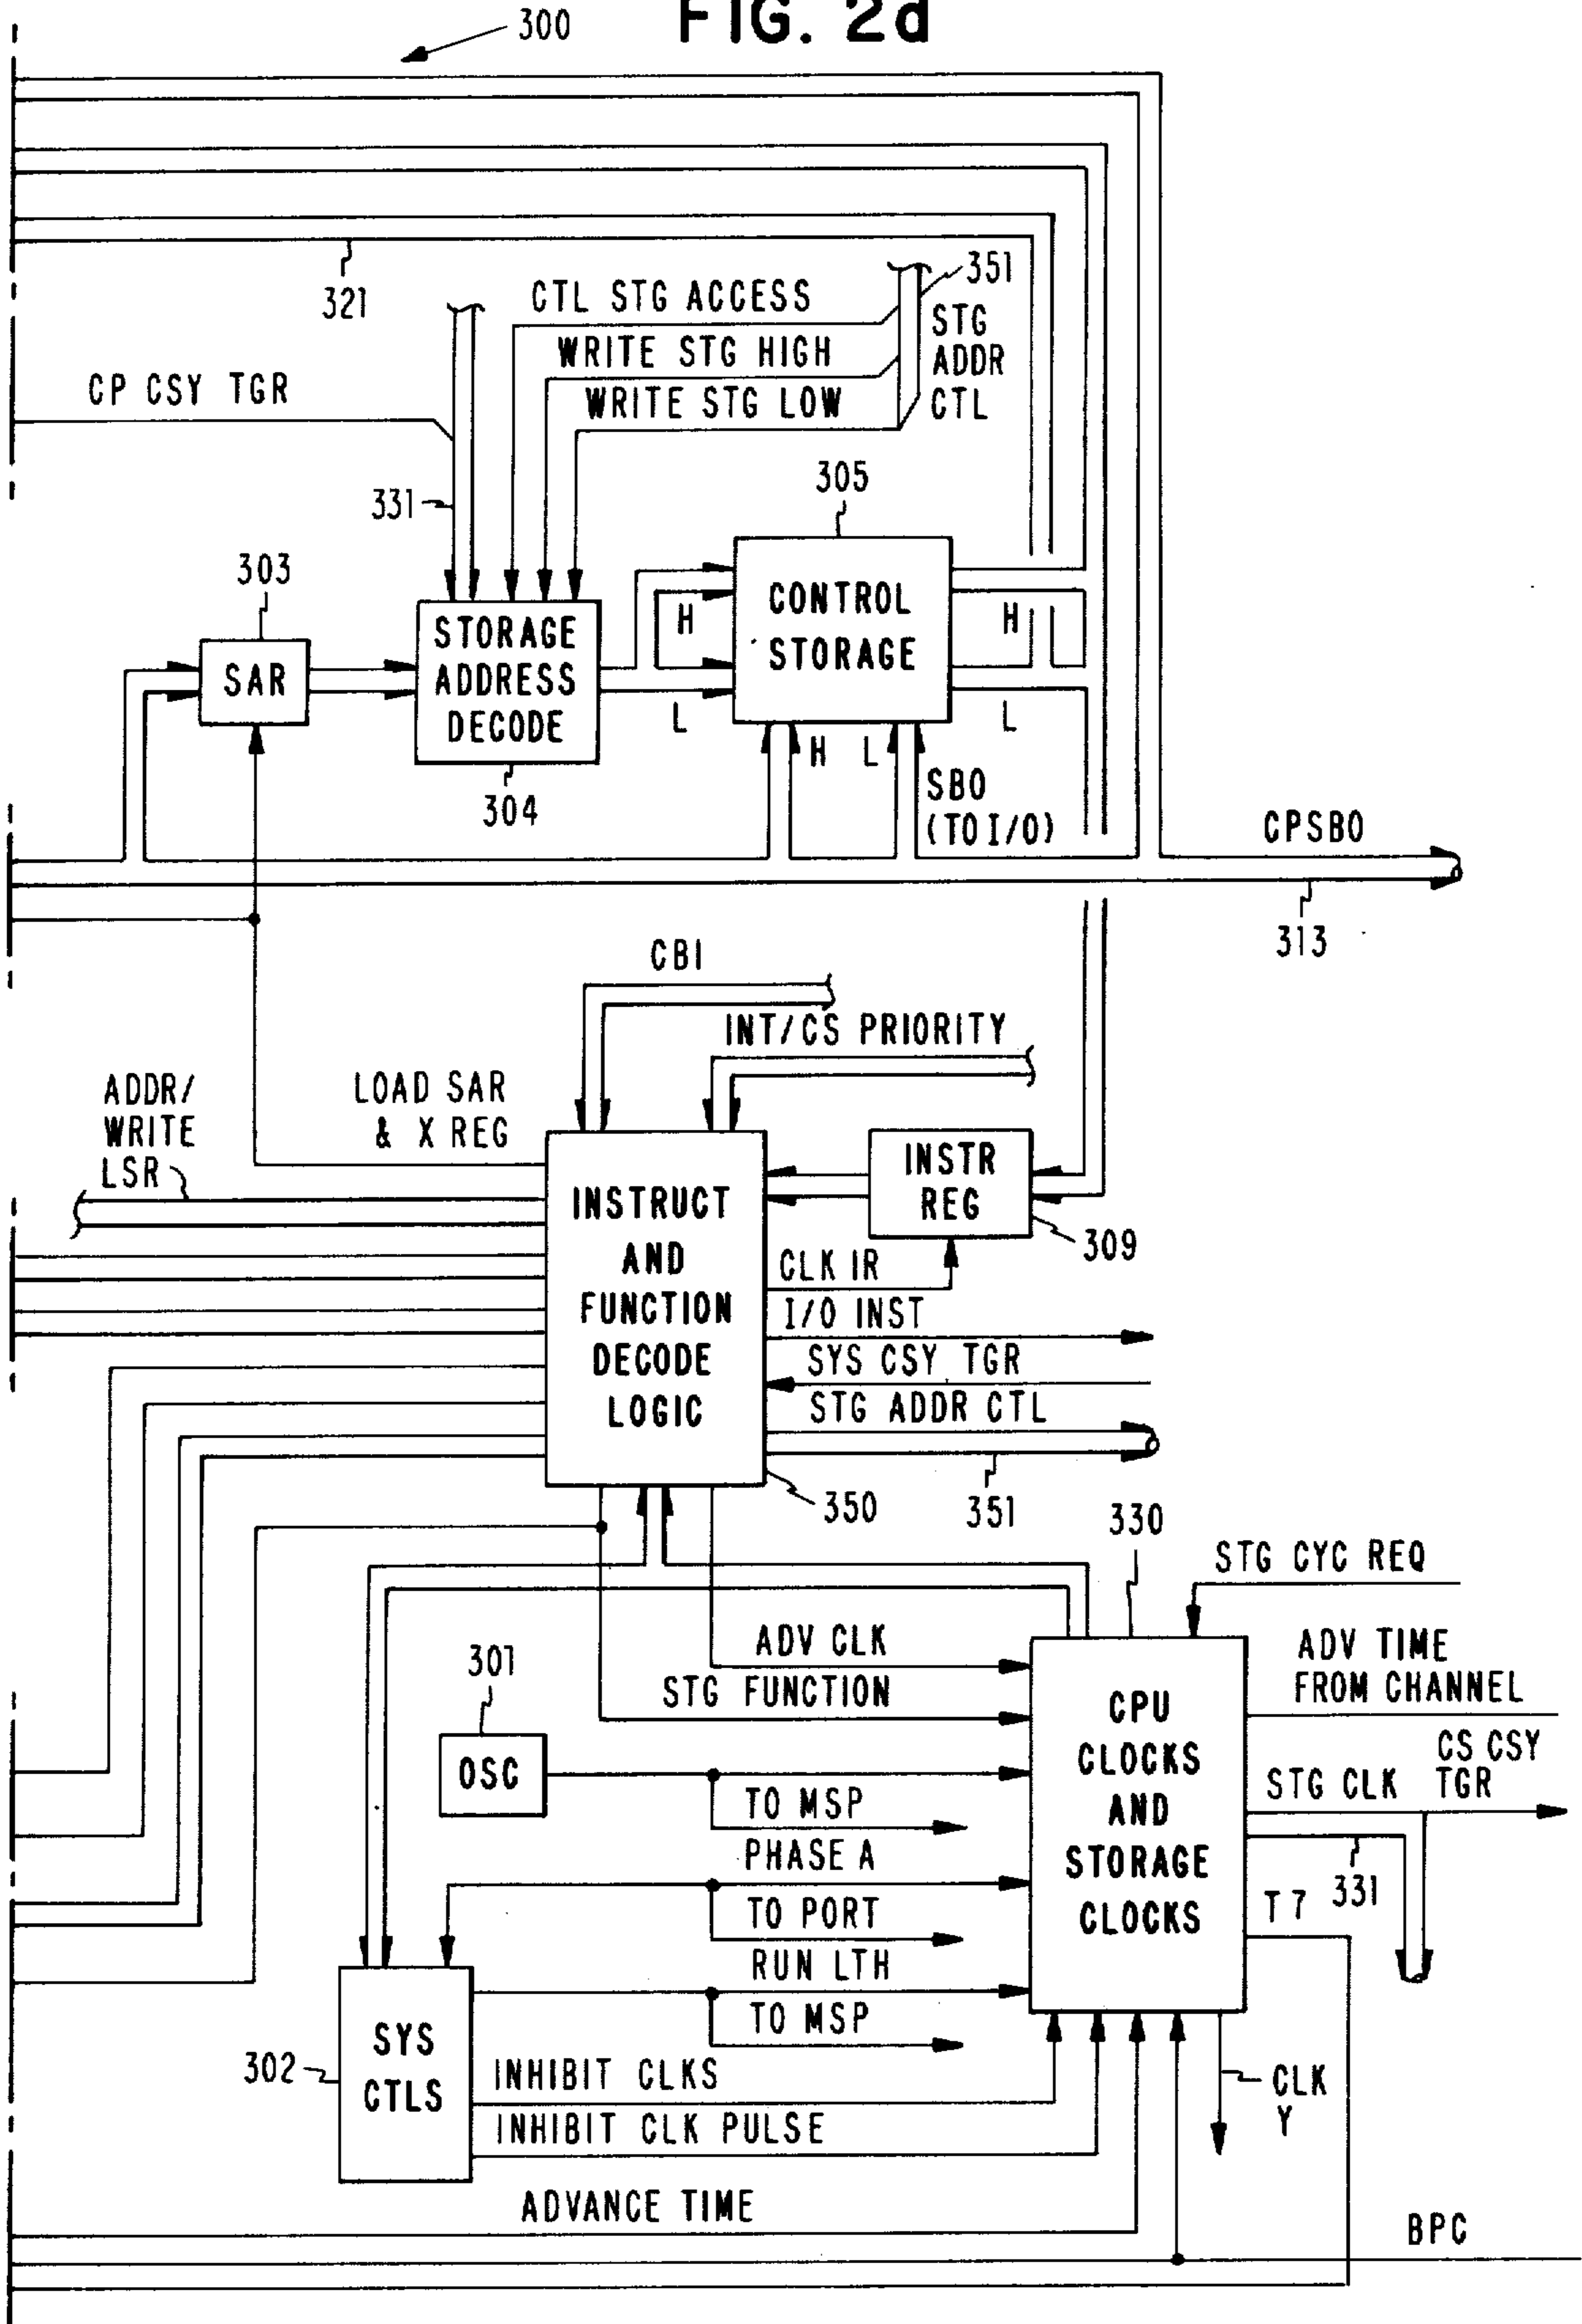 FIG. 2d
300
321
351
CTL STG ACCESS
STG
ADDR
CTL
WRITE STG HIGH
WRITE STG LOW
CP CSY TGR
331
305
303
CONTROL
STORAGE
H
H
STORAGE
ADDRESS
DECODE
SAR
L
L
H L
304
SBO
(TO I/O)
CPSBO
313
CBI
INT/CS PRIORITY
ADDR/
WRITE
LSR
LOAD SAR
& X REG
INSTR
REG
309
INSTRUCT
AND
FUNCTION
DECODE
LOGIC
CLK IR
I/O INST
SYS CSY TGR
STG ADDR CTL
350
351
330
STG CYC REQ
ADV CLK
ADV TIME
FROM CHANNEL
301
STG FUNCTION
CPU
CLOCKS
AND
STORAGE
CLOCKS
OSC
CS CSY
TGR
STG CLK
TO MSP
PHASE A
331
T7
TO PORT
RUN LTH
TO MSP
302
SYS
CTLS
INHIBIT CLKS
CLK
Y
INHIBIT CLK PULSE
ADVANCE TIME
BPC